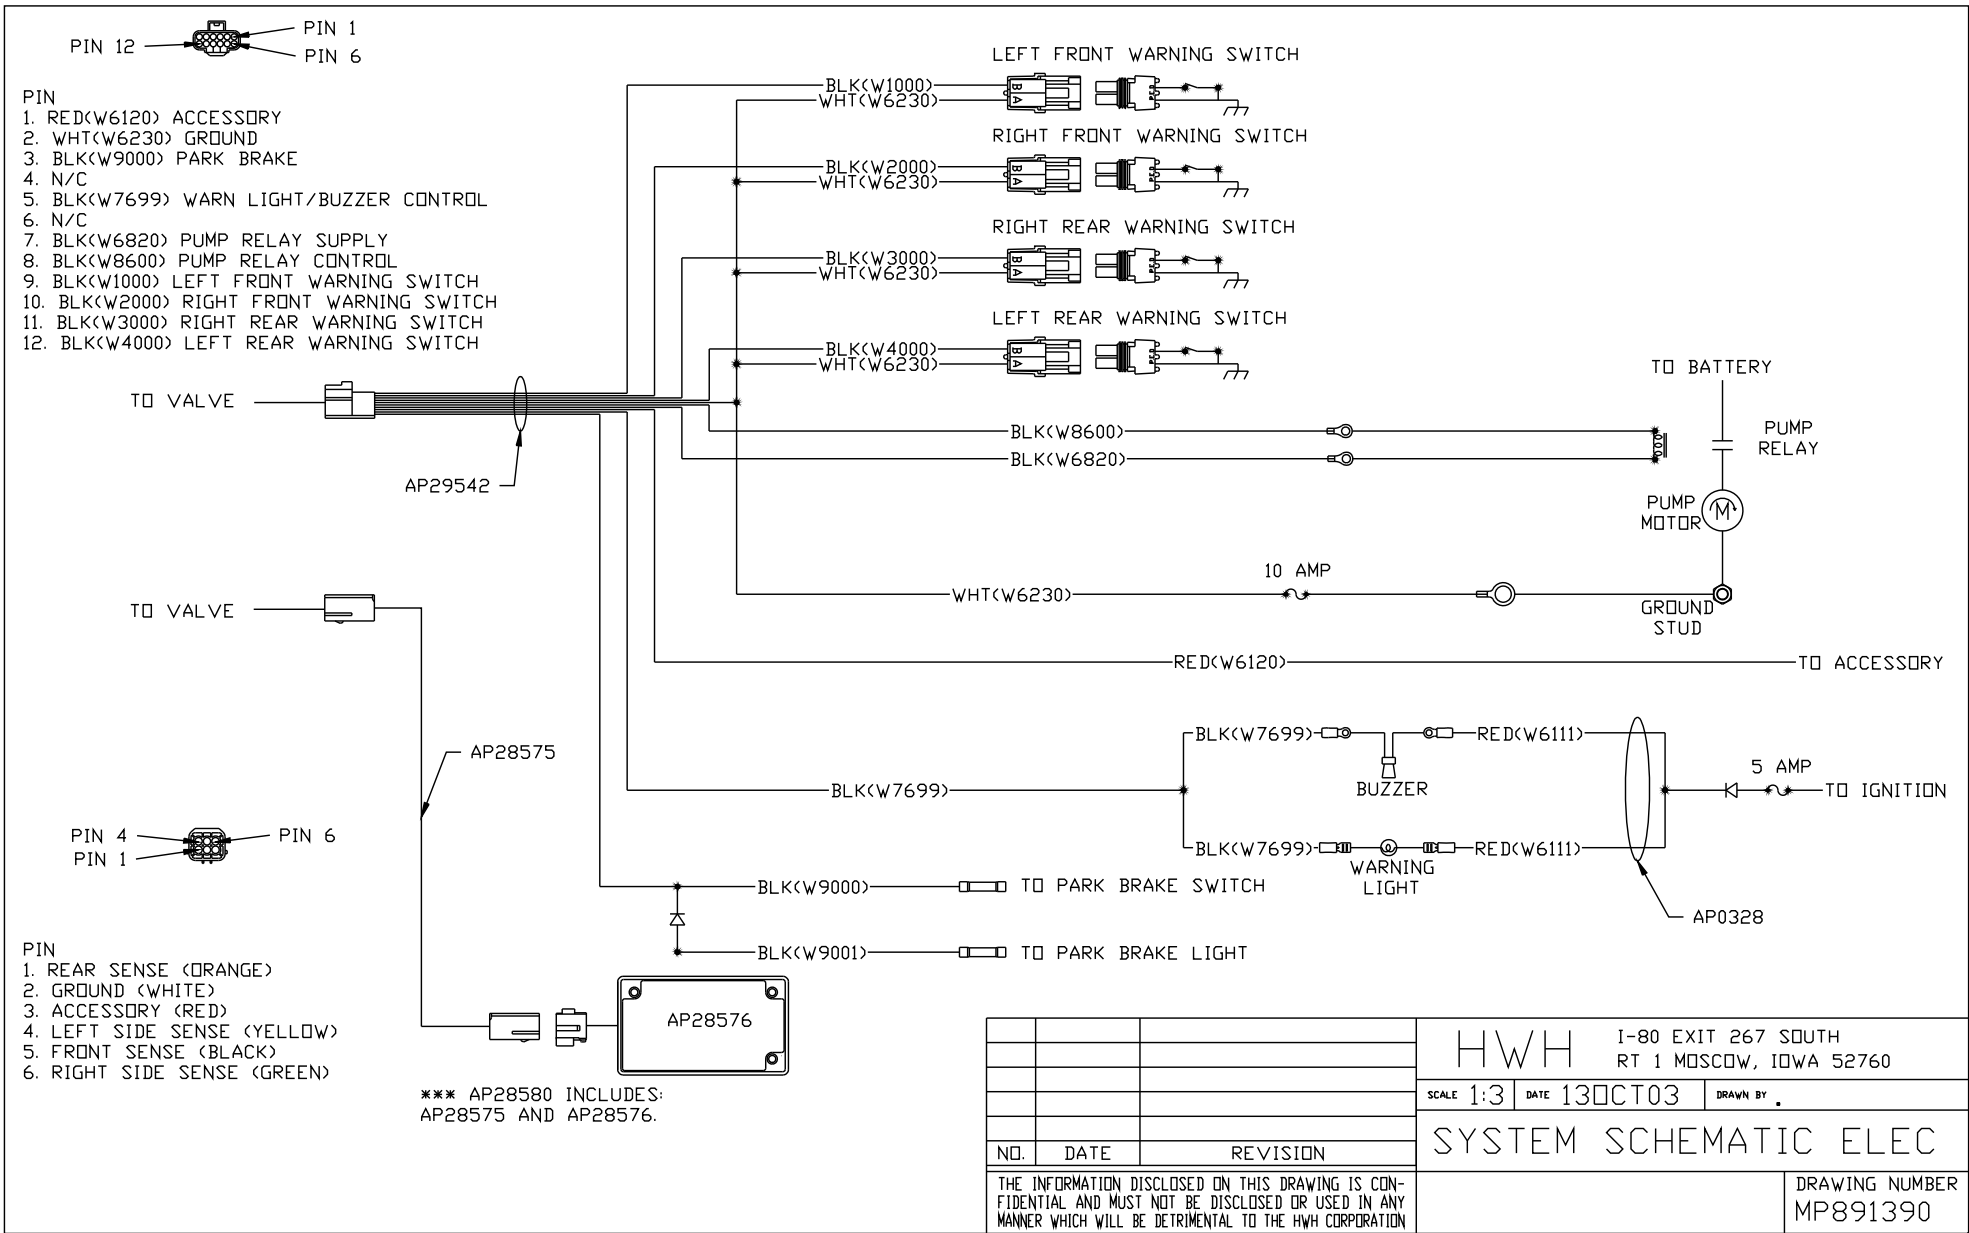 PIN 12
PIN 1
PIN 6
PIN
1. RED(W6120) ACCESSORY
2. WHT(W6230) GROUND
3. BLK(W9000) PARK BRAKE
4. N/C
5. BLK(W7699) WARN LIGHT/BUZZER CONTROL
6. N/C
7. BLK(W6820) PUMP RELAY SUPPLY
8. BLK(W8600) PUMP RELAY CONTROL
9. BLK(W1000) LEFT FRONT WARNING SWITCH
10. BLK(W2000) RIGHT FRONT WARNING SWITCH
11. BLK(W3000) RIGHT REAR WARNING SWITCH
12. BLK(W4000) LEFT REAR WARNING SWITCH
LEFT FRONT WARNING SWITCH
BLK(W1000)
WHT(W6230)
B
A
RIGHT FRONT WARNING SWITCH
BLK(W2000)
WHT(W6230)
B
A
RIGHT REAR WARNING SWITCH
BLK(W3000)
WHT(W6230)
B
A
LEFT REAR WARNING SWITCH
BLK(W4000)
WHT(W6230)
B
A
TO VALVE
AP29542
BLK(W8600)
BLK(W6820)
TO BATTERY
PUMP
RELAY
PUMP
MOTOR
M
10 AMP
WHT(W6230)
GROUND
STUD
TO VALVE
RED(W6120)
TO ACCESSORY
AP28575
BLK(W7699)
BLK(W7699)
RED(W6111)
BUZZER
5 AMP
TO IGNITION
BLK(W7699)
RED(W6111)
WARNING
LIGHT
AP0328
PIN 4
PIN 1
PIN 6
BLK(W9000)
TO PARK BRAKE SWITCH
BLK(W9001)
TO PARK BRAKE LIGHT
PIN
1. REAR SENSE (ORANGE)
2. GROUND (WHITE)
3. ACCESSORY (RED)
4. LEFT SIDE SENSE (YELLOW)
5. FRONT SENSE (BLACK)
6. RIGHT SIDE SENSE (GREEN)
AP28576
*** AP28580 INCLUDES:
AP28575 AND AP28576.
NO. DATE REVISION
THE INFORMATION DISCLOSED ON THIS DRAWING IS CON-
FIDENTIAL AND MUST NOT BE DISCLOSED OR USED IN ANY
MANNER WHICH WILL BE DETRIMENTAL TO THE HWH CORPORATION
HWH
I-80 EXIT 267 SOUTH
RT 1 MOSCOW, IOWA 52760
SCALE 1:3 DATE 13OCT03 DRAWN BY .
SYSTEM SCHEMATIC ELEC
DRAWING NUMBER
MP891390